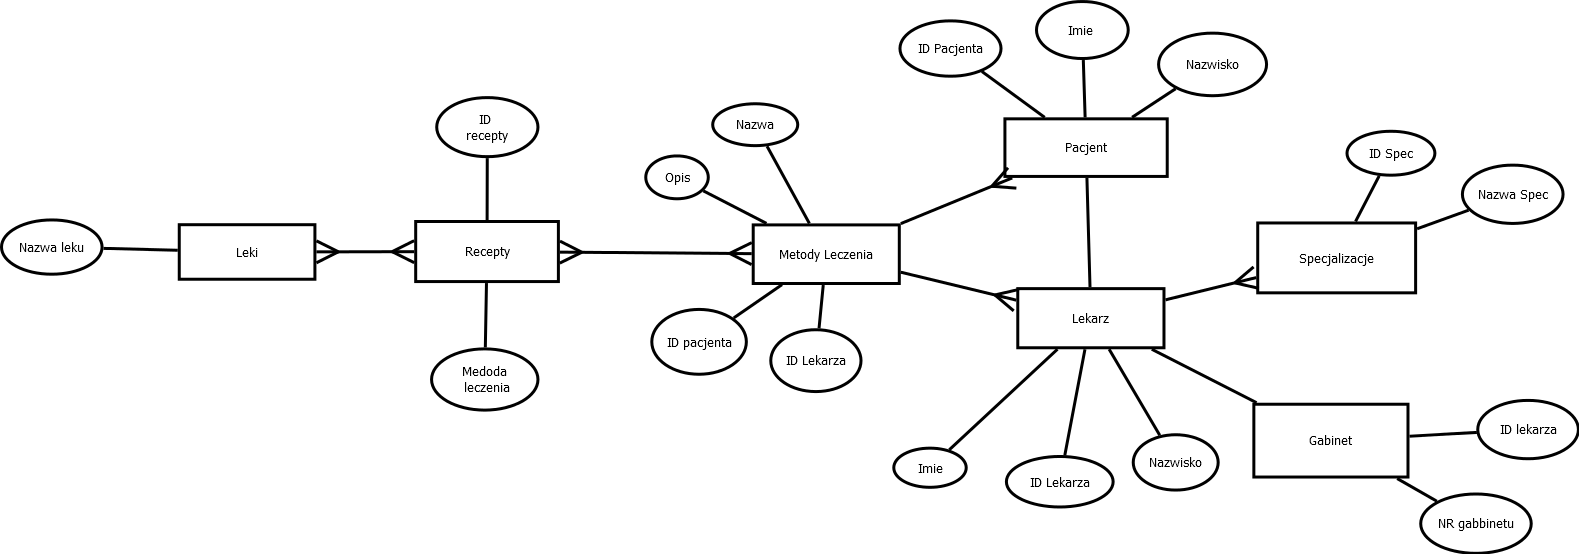 Imie
ID Pacjenta
Nazwisko
ID
recepty
Nazwa
Pacjent
ID Spec
Opis
Nazwa Spec
Nazwa leku
Leki
Recepty
Metody Leczenia
Specjalizacje
Lekarz
ID pacjenta
ID Lekarza
Medoda
leczenia
Gabinet
ID lekarza
Imie
ID Lekarza
Nazwisko
NR gabbinetu